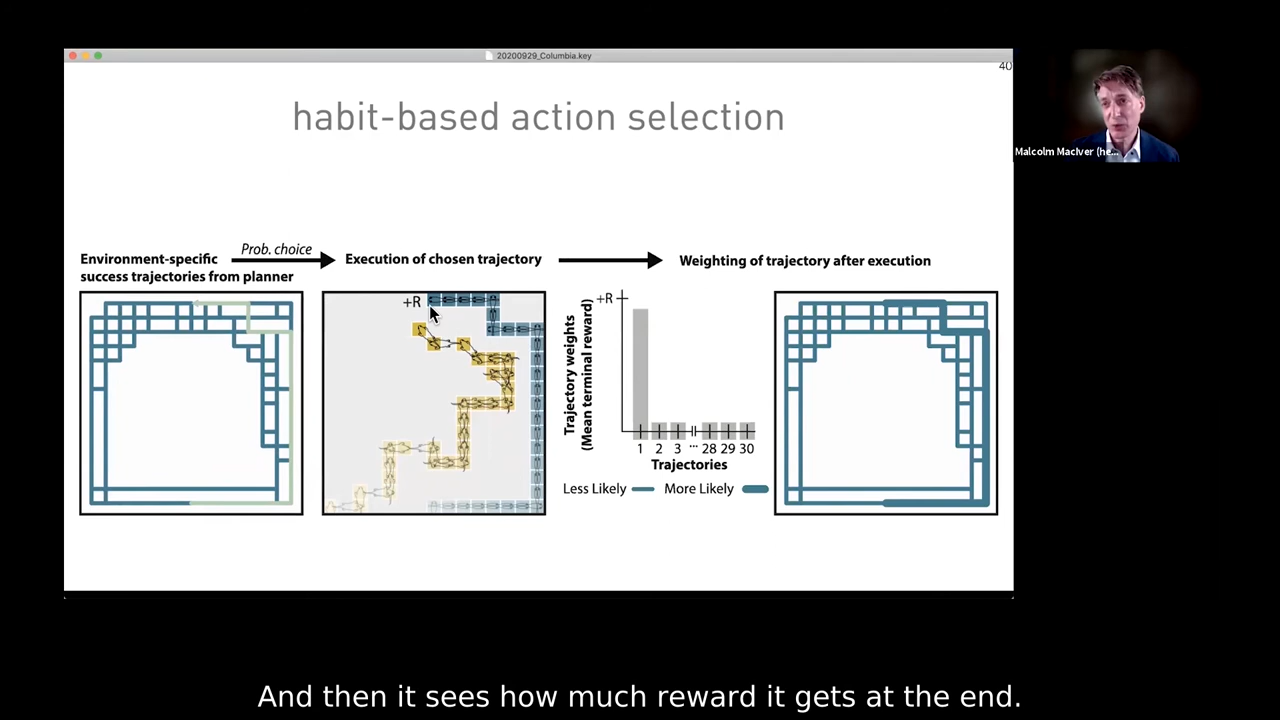 20200929_Columbia.key
40
habit-based action selection
Malcolm MacIver (he...
Prob. choice
Environment-specific
success trajectories from planner
Execution of chosen trajectory
Weighting of trajectory after execution
+R
+R
Trajectory weights
(Mean terminal reward)
1 2 3 ... 28 29 30
Trajectories
Less Likely More Likely
And then it sees how much reward it gets at the end.